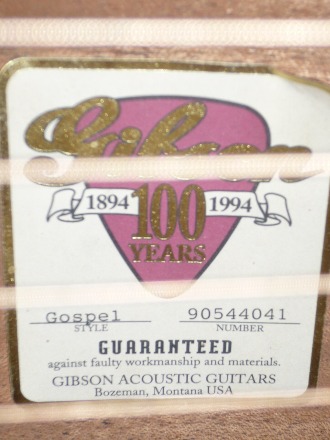 Gibson
1894 100 1994
YEARS
Gospel 90544041
STYLE NUMBER
GUARANTEED
against faulty workmanship and materials.
GIBSON ACOUSTIC GUITARS
Bozeman, Montana USA